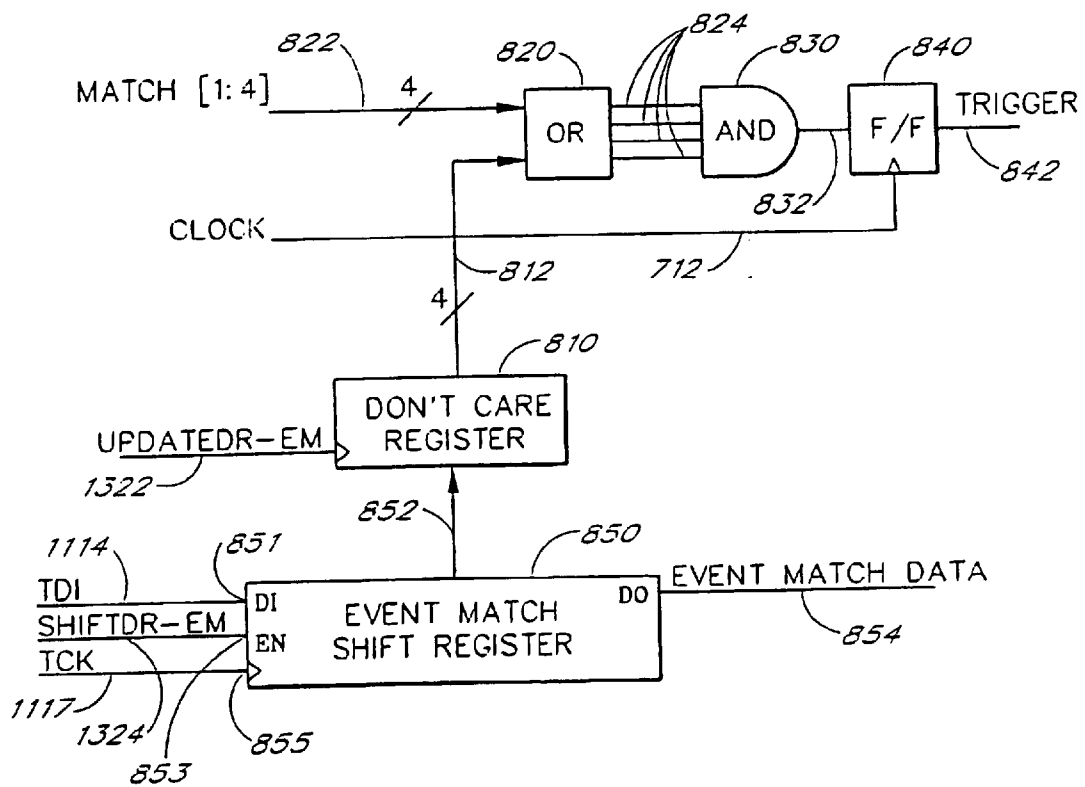 822
820
824
830
840
MATCH [1:4]
4
OR
AND
F/F
TRIGGER
832
842
CLOCK
812
712
4
810
DON'T CARE
REGISTER
UPDATEDR-EM
1322
852
850
1114
851
TDI
DI
EVENT MATCH
SHIFT REGISTER
DO
EVENT MATCH DATA
SHIFTDR-EM
EN
854
TCK
1117
1324
853
855